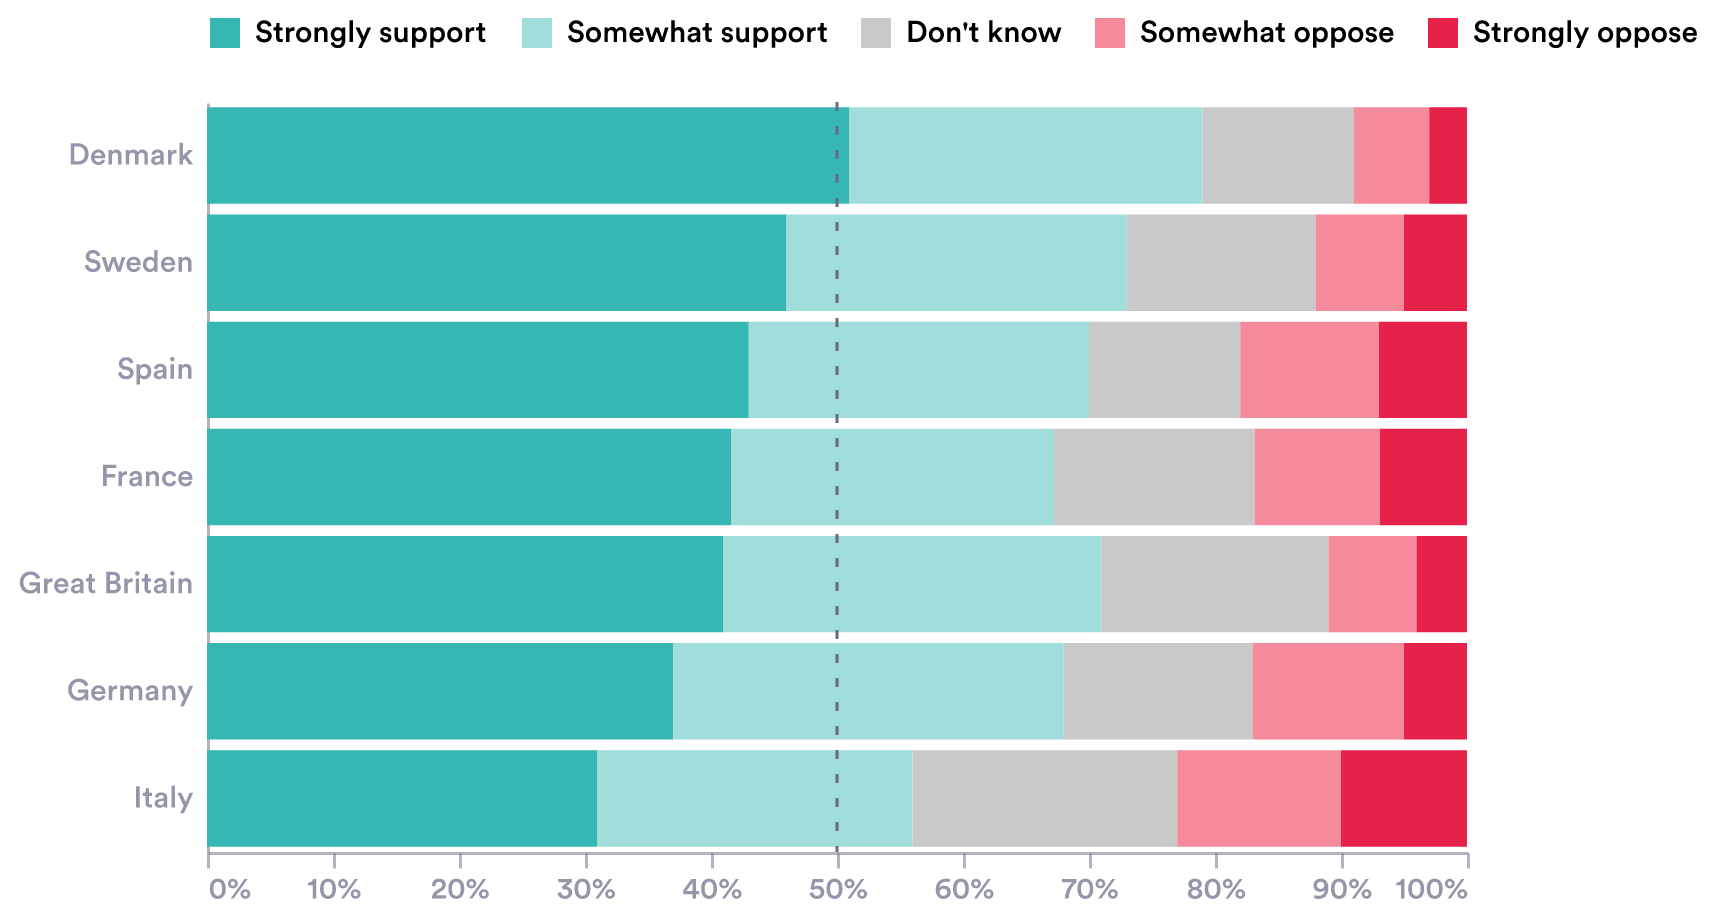 Strongly support Somewhat support Don't know Somewhat oppose Strongly oppose
Denmark
Sweden
Spain
France
Great Britain
Germany
Italy
0% 10% 20% 30% 40% 50% 60% 70% 80% 90% 100%